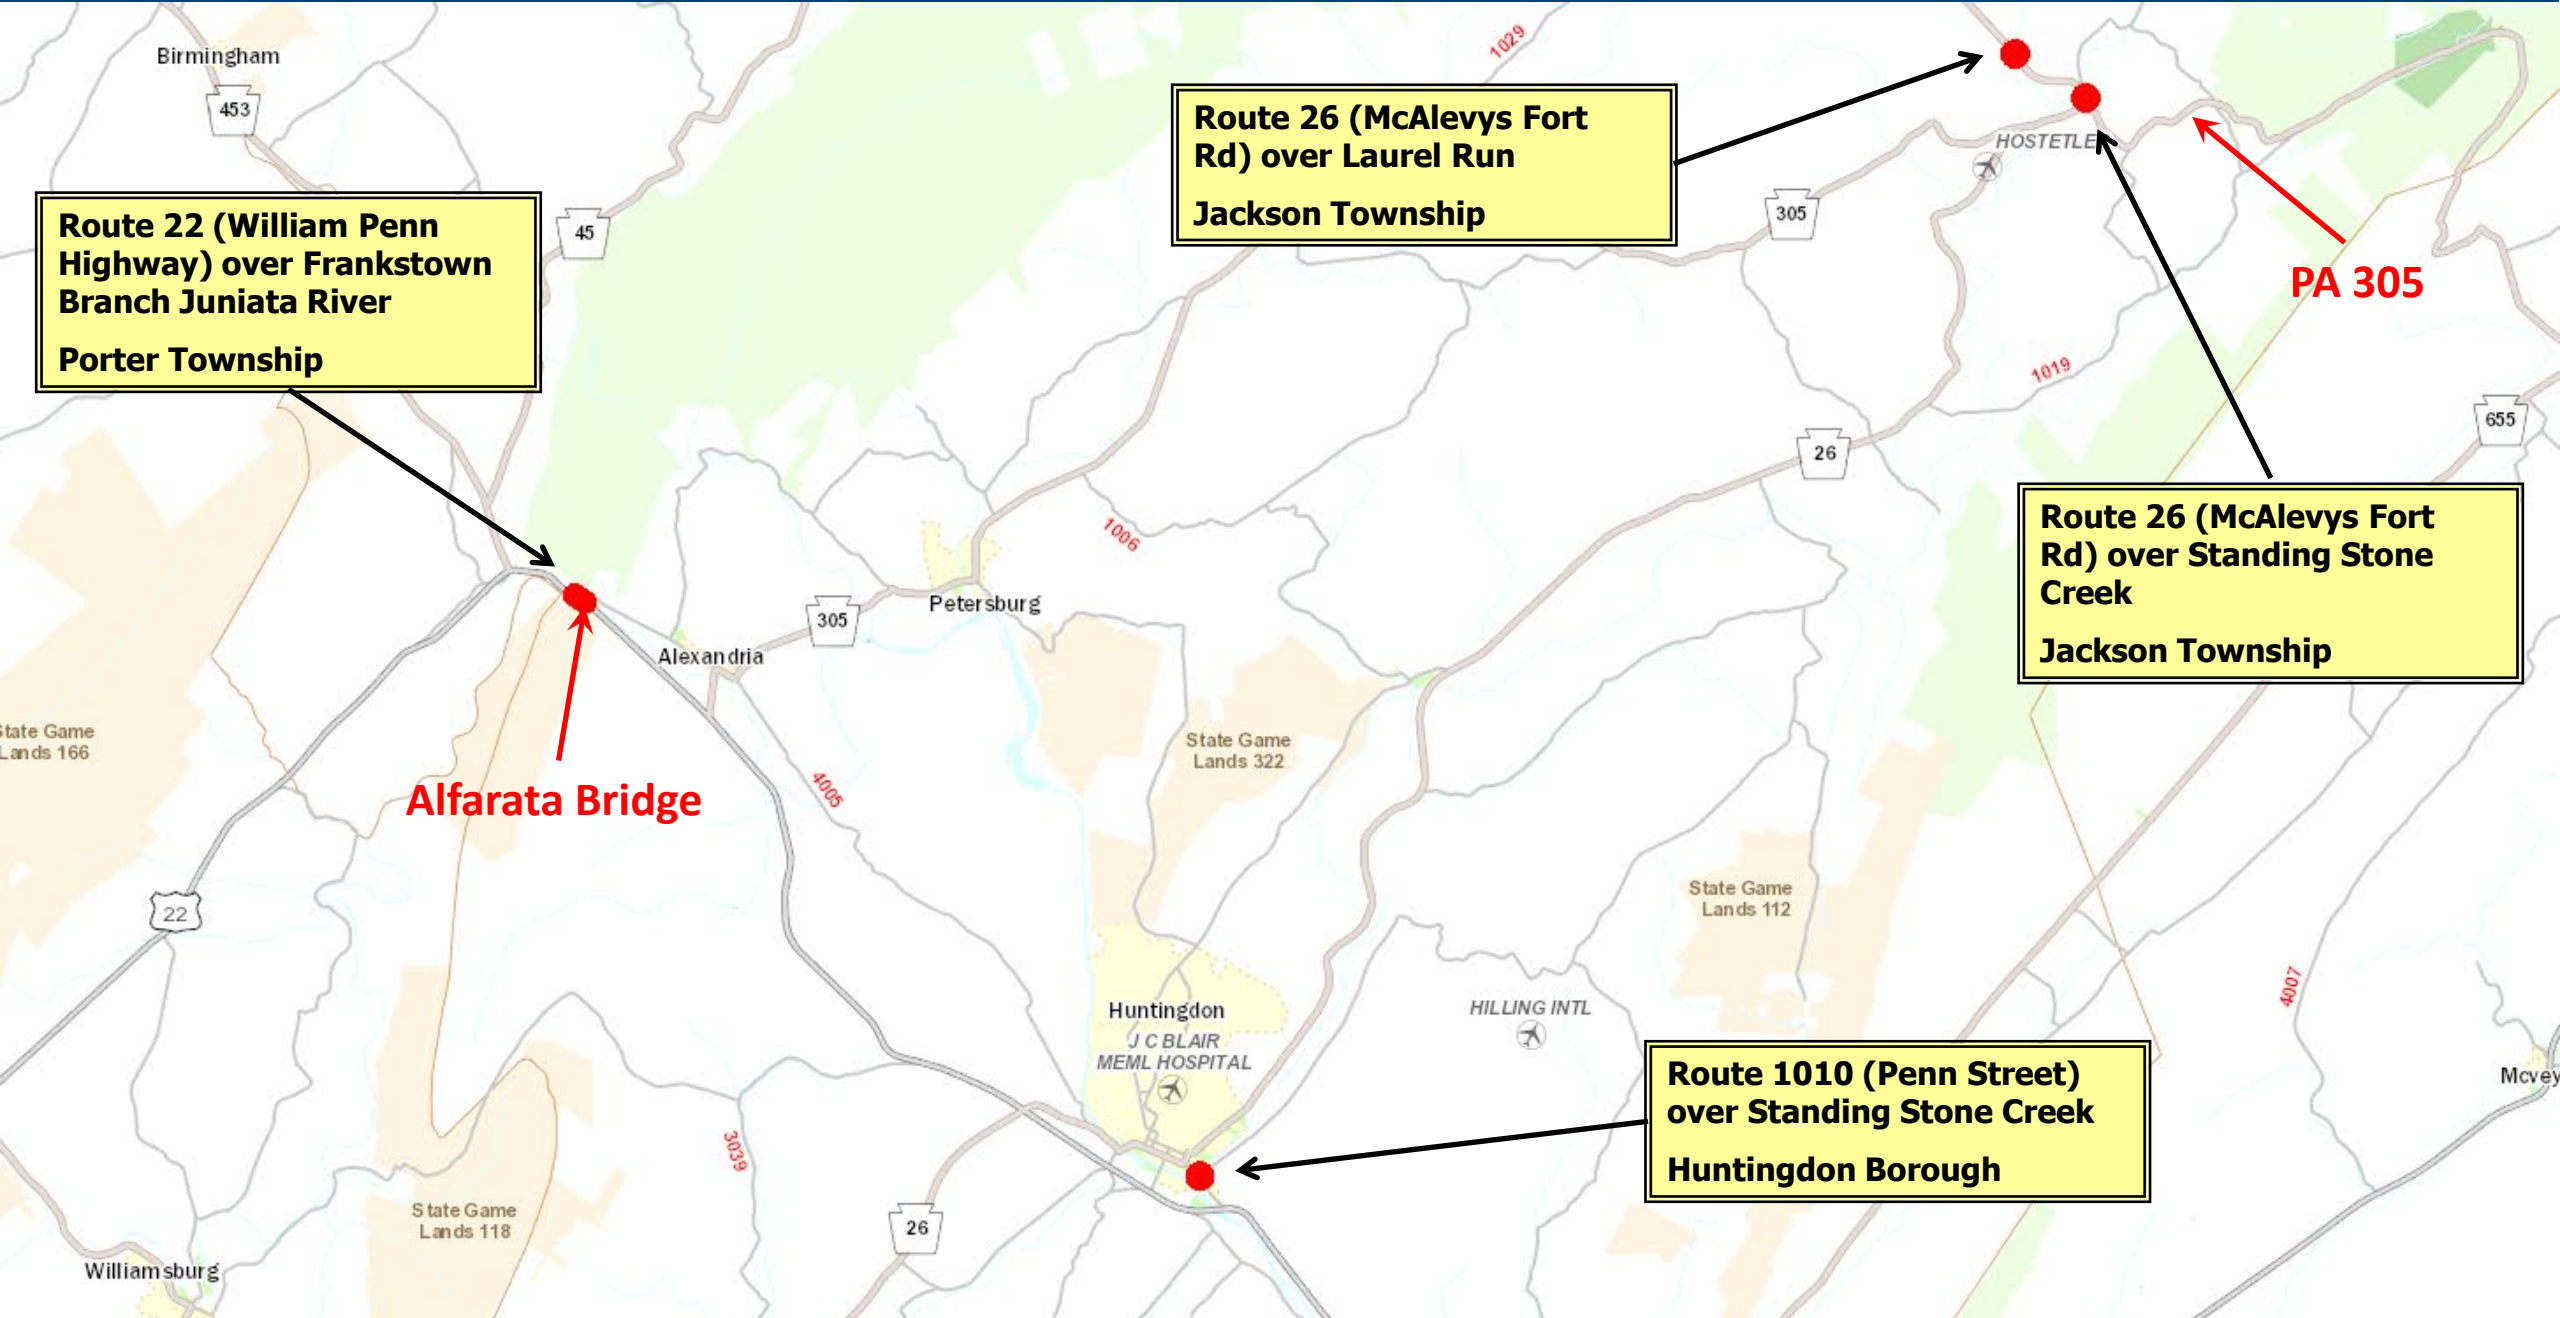 Birmingham
453
45
Route 22 (William Penn
Highway) over Frankstown
Branch Juniata River
Porter Township
1029
Route 26 (McAlevys Fort
Rd) over Laurel Run
Jackson Township
HOSTETLE
305
PA 305
1019
655
26
Route 26 (McAlevys Fort
Rd) over Standing Stone
Creek
Jackson Township
1006
Petersburg
305
Alexandria
Alfarata Bridge
4005
State Game
Lands 166
22
State Game
Lands 322
State Game
Lands 112
4007
Huntingdon
J C BLAIR
MEML HOSPITAL
HILLING INTL
Route 1010 (Penn Street)
over Standing Stone Creek
Huntingdon Borough
Mcvey
3039
26
State Game
Lands 118
Williamsburg